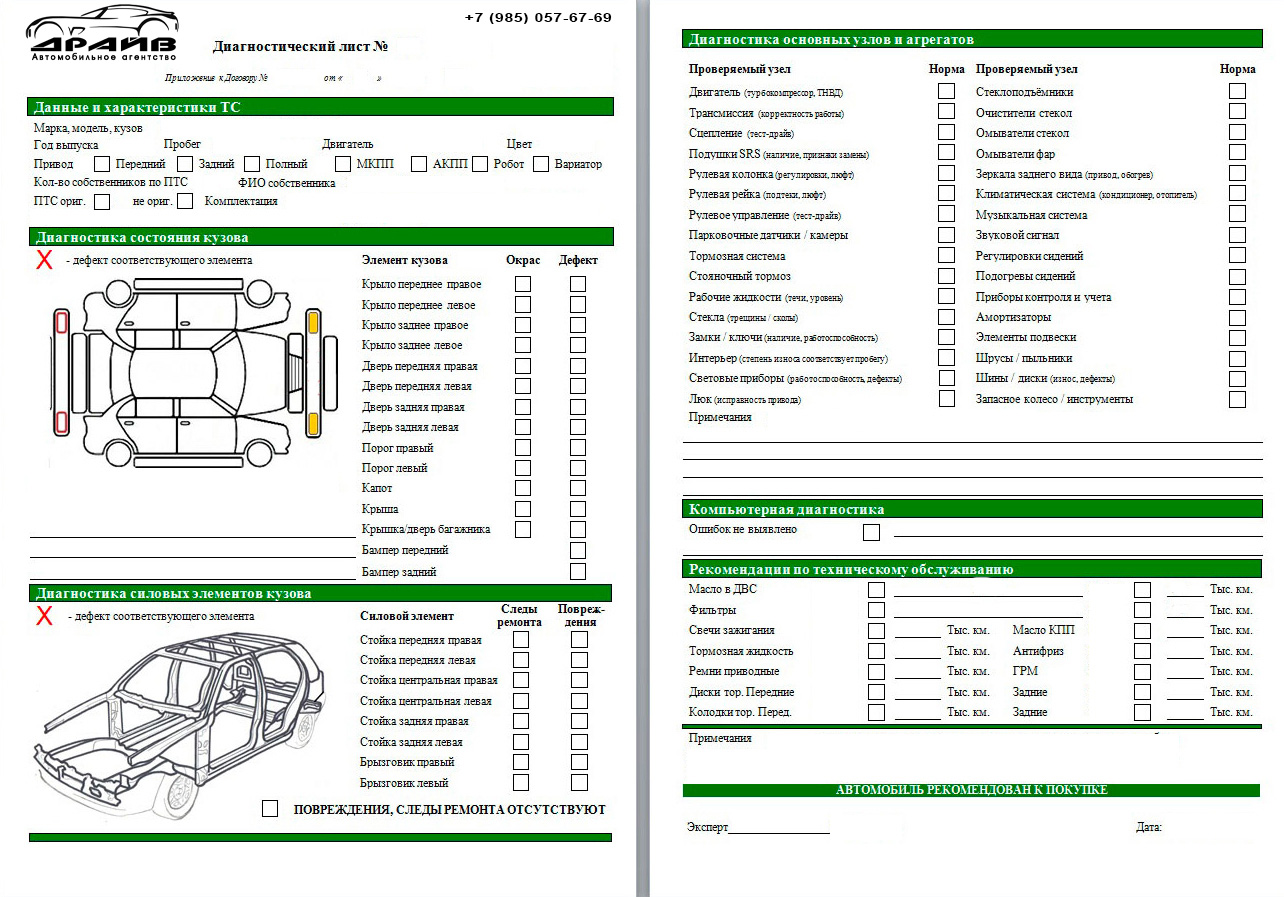 ДРАЙВ
Автомобильное агентство
+7 (985) 057-67-69
Диагностический лист №
Приложение к Договору № от « »
Данные и характеристики ТС
Марка, модель, кузов
Год выпуска Пробег Двигатель Цвет
Привод Передний Задний Полный МКПП АКПП Робот Вариатор
Кол-во собственников по ПТС ФИО собственника
ПТС ориг. не ориг. Комплектация
Диагностика состояния кузова
X - дефект соответствующего элемента
Элемент кузова Окрас Дефект
Крыло переднее правое
Крыло переднее левое
Крыло заднее правое
Крыло заднее левое
Дверь передняя правая
Дверь передняя левая
Дверь задняя правая
Дверь задняя левая
Порог правый
Порог левый
Капот
Крыша
Крышка/дверь багажника
Бампер передний
Бампер задний
Диагностика силовых элементов кузова
X - дефект соответствующего элемента
Силовой элемент Следы ремонта Повреж-дения
Стойка передняя правая
Стойка передняя левая
Стойка центральная правая
Стойка центральная левая
Стойка задняя правая
Стойка задняя левая
Брызговик правый
Брызговик левый
ПОВРЕЖДЕНИЯ, СЛЕДЫ РЕМОНТА ОТСУТСТВУЮТ
Диагностика основных узлов и агрегатов
Проверяемый узел Норма Проверяемый узел Норма
Двигатель (турбокомпрессор, ТНВД) Стеклоподъёмники
Трансмиссия (корректность работы) Очистители стекол
Сцепление (тест-драйв) Омыватели стекол
Подушки SRS (наличие, признаки замены) Омыватели фар
Рулевая колонка (регулировки, люфт) Зеркала заднего вида (привод, обогрев)
Рулевая рейка (подтеки, люфт) Климатическая система (кондиционер, отопитель)
Рулевое управление (тест-драйв) Музыкальная система
Парковочные датчики / камеры Звуковой сигнал
Тормозная система Регулировки сидений
Стояночный тормоз Подогревы сидений
Рабочие жидкости (течи, уровень) Приборы контроля и учета
Стекла (трещины / сколы) Амортизаторы
Замки / ключи (наличие, работоспособность) Элементы подвески
Интерьер (степень износа соответствует пробегу) Шрусы / пыльники
Световые приборы (работоспособность, дефекты) Шины / диски (износ, дефекты)
Люк (исправность привода) Запасное колесо / инструменты
Примечания
Компьютерная диагностика
Ошибок не выявлено
Рекомендации по техническому обслуживанию
Масло в ДВС Тыс. км.
Фильтры Тыс. км.
Свечи зажигания Тыс. км. Масло КПП Тыс. км.
Тормозная жидкость Тыс. км. Антифриз Тыс. км.
Ремни приводные Тыс. км. ГРМ Тыс. км.
Диски тор. Передние Тыс. км. Задние Тыс. км.
Колодки тор. Перед. Тыс. км. Задние Тыс. км.
Примечания
АВТОМОБИЛЬ РЕКОМЕНДОВАН К ПОКУПКЕ
Эксперт Дата: